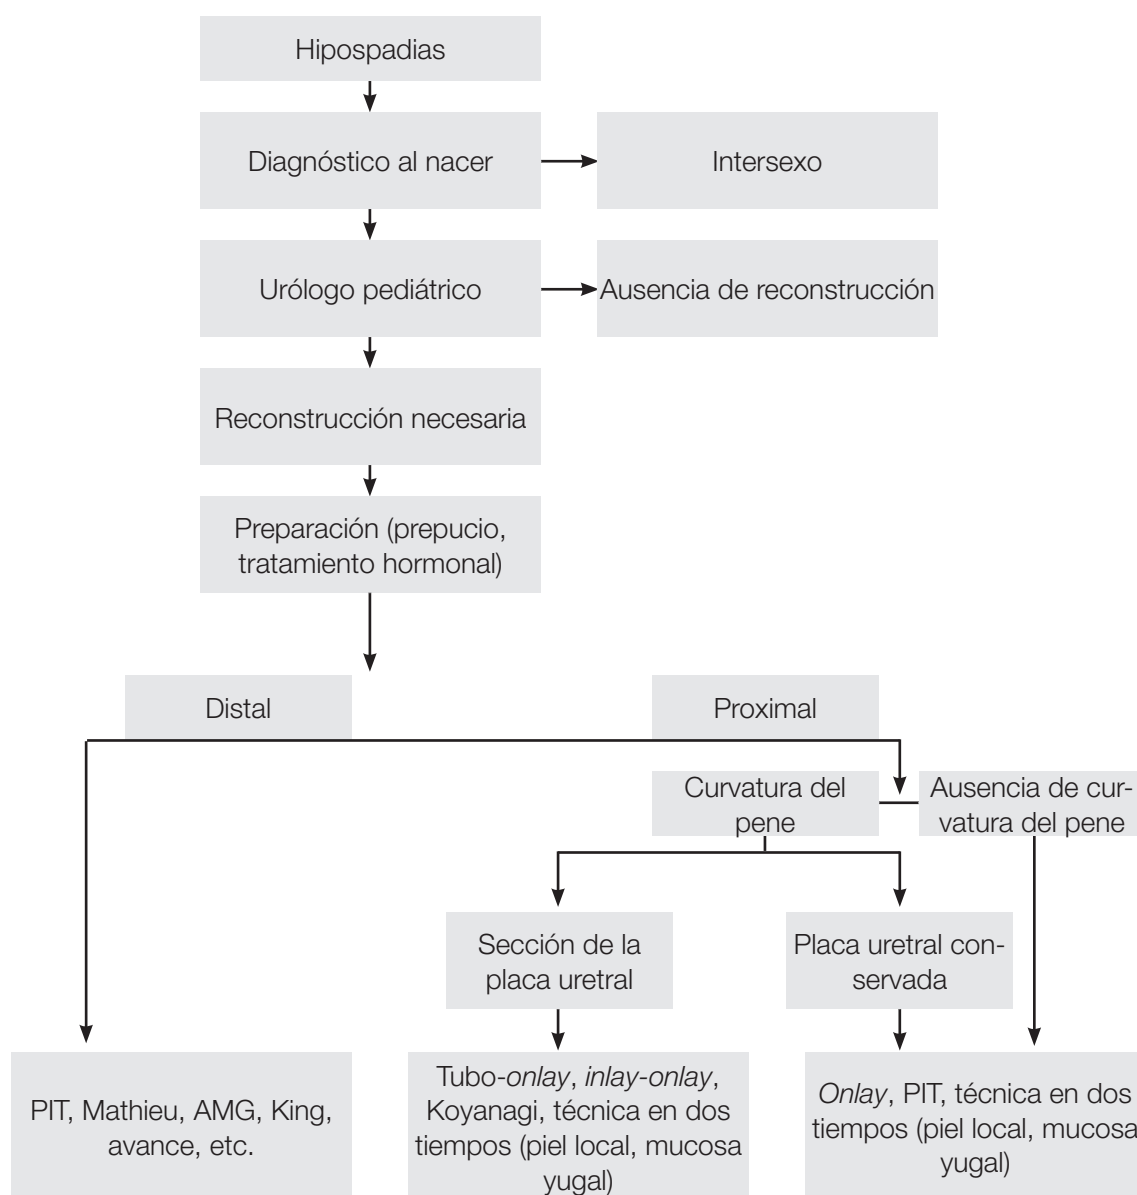 Hipospadias
Diagnóstico al nacer
Intersexo
Urólogo pediátrico
Ausencia de reconstrucción
Reconstrucción necesaria
Preparación (prepucio,
tratamiento hormonal)
Distal
Proximal
Curvatura del
pene
Ausencia de cur-
vatura del pene
Sección de la
placa uretral
Placa uretral con-
servada
PIT, Mathieu, AMG, King,
avance, etc.
Tubo-onlay, inlay-onlay,
Koyanagi, técnica en dos
tiempos (piel local, mucosa
yugal)
Onlay, PIT, técnica en dos
tiempos (piel local, mucosa
yugal)